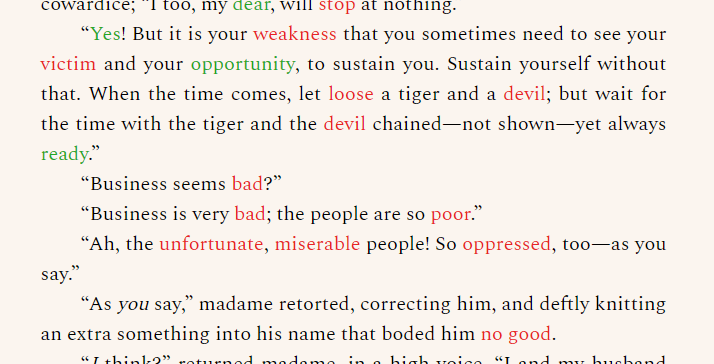 cowardice; “I too, my dear, will stop at nothing.
“Yes! But it is your weakness that you sometimes need to see your
victim and your opportunity, to sustain you. Sustain yourself without
that. When the time comes, let loose a tiger and a devil; but wait for
the time with the tiger and the devil chained—not shown—yet always
ready.”
“Business seems bad?”
“Business is very bad; the people are so poor.”
“Ah, the unfortunate, miserable people! So oppressed, too—as you
say.”
“As you say,” madame retorted, correcting him, and deftly knitting
an extra something into his name that boded him no good.
“I think?” returned madame, in a high voice. “I and my husband